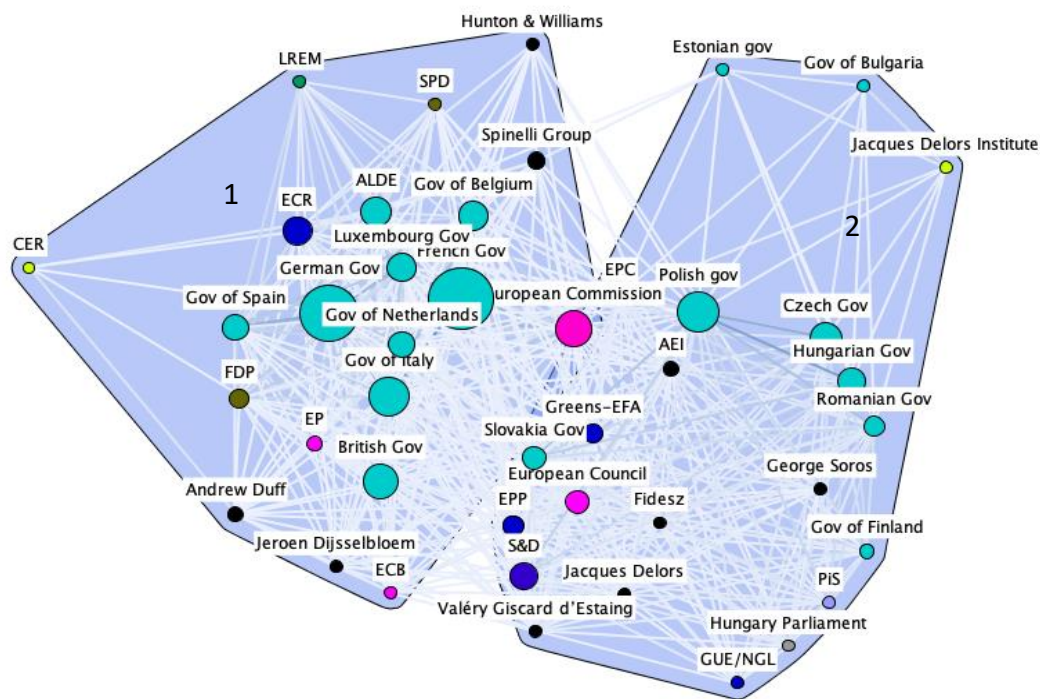 Hunton & Williams
Estonian gov
LREM
Gov of Bulgaria
SPD
Spinelli Group
Jacques Delors Institute
1
ALDE
Gov of Belgium
ECR
2
Luxembourg Gov
CER
French Gov
German Gov
EPC
Polish gov
Gov of Spain
uropean Commission
Czech Gov
Gov of Netherlands
AEI
Hungarian Gov
Gov of Italy
FDP
Romanian Gov
Greens-EFA
EP
Slovakia Gov
British Gov
George Soros
European Council
Andrew Duff
EPP
Fidesz
Gov of Finland
Jeroen Dijsselbloem
S&D
ECB
Jacques Delors
PiS
Valéry Giscard d’Estaing
Hungary Parliament
GUE/NGL